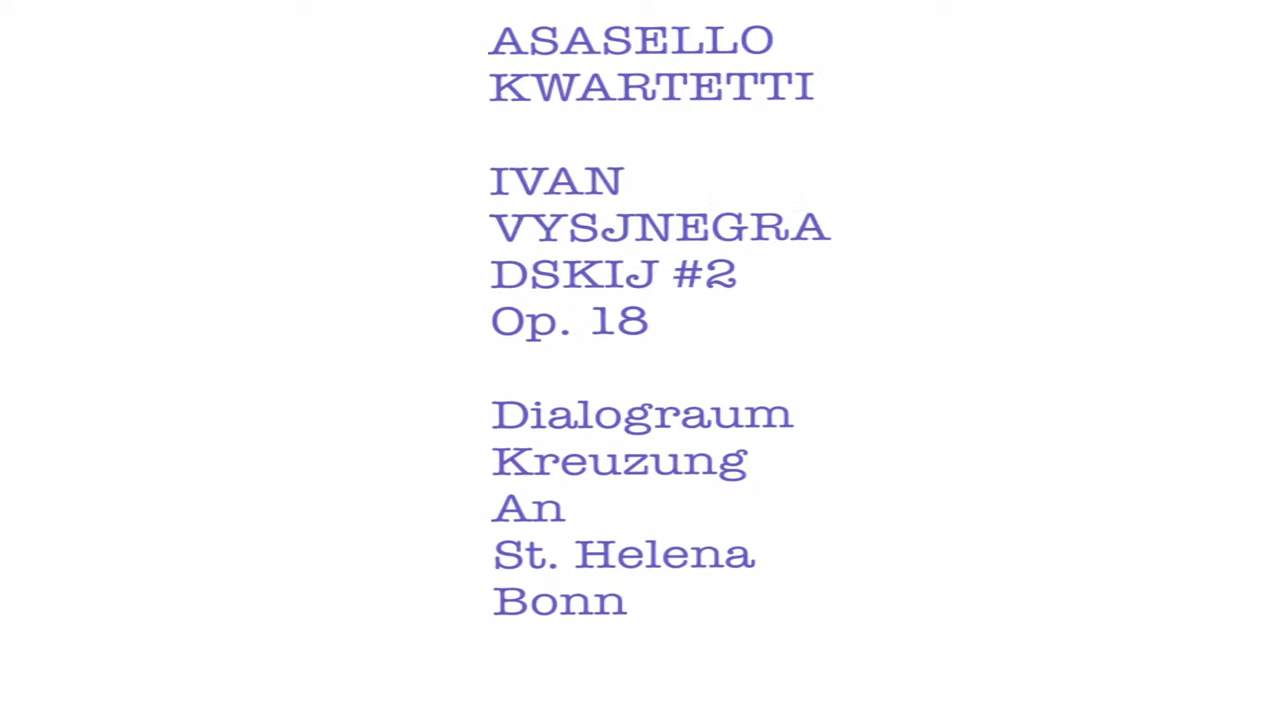 ASASELLO
KWARTETTI
IVAN
VYSJNEGRA
DSKIJ #2
Op. 18
Dialograum
Kreuzung
An
St. Helena
Bonn